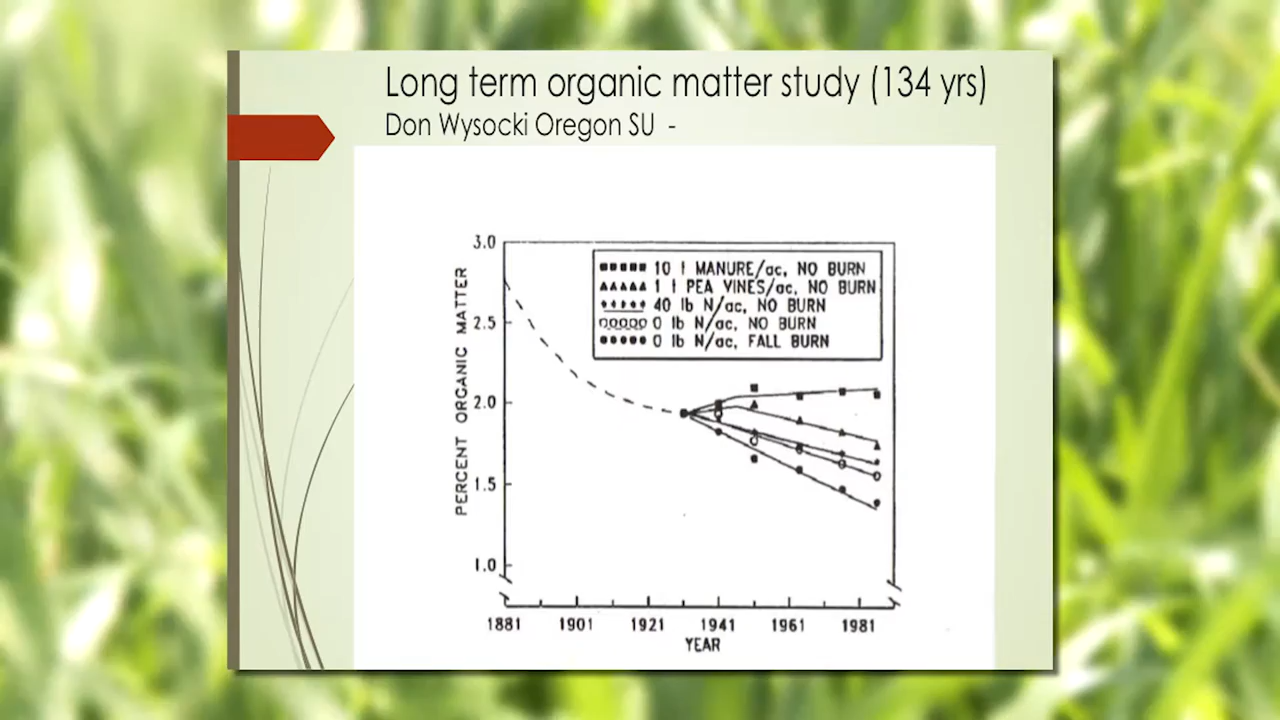 Long term organic matter study (134 yrs)
Don Wysocki Oregon SU -
3.0
2.5
2.0
1.5
1.0
PERCENT ORGANIC MATTER
10 T MANURE/ac, NO BURN
1 T PEA VINES/ac, NO BURN
40 lb N/ac, NO BURN
0 lb N/ac, NO BURN
0 lb N/ac, FALL BURN
1881 1901 1921 1941 1961 1981
YEAR